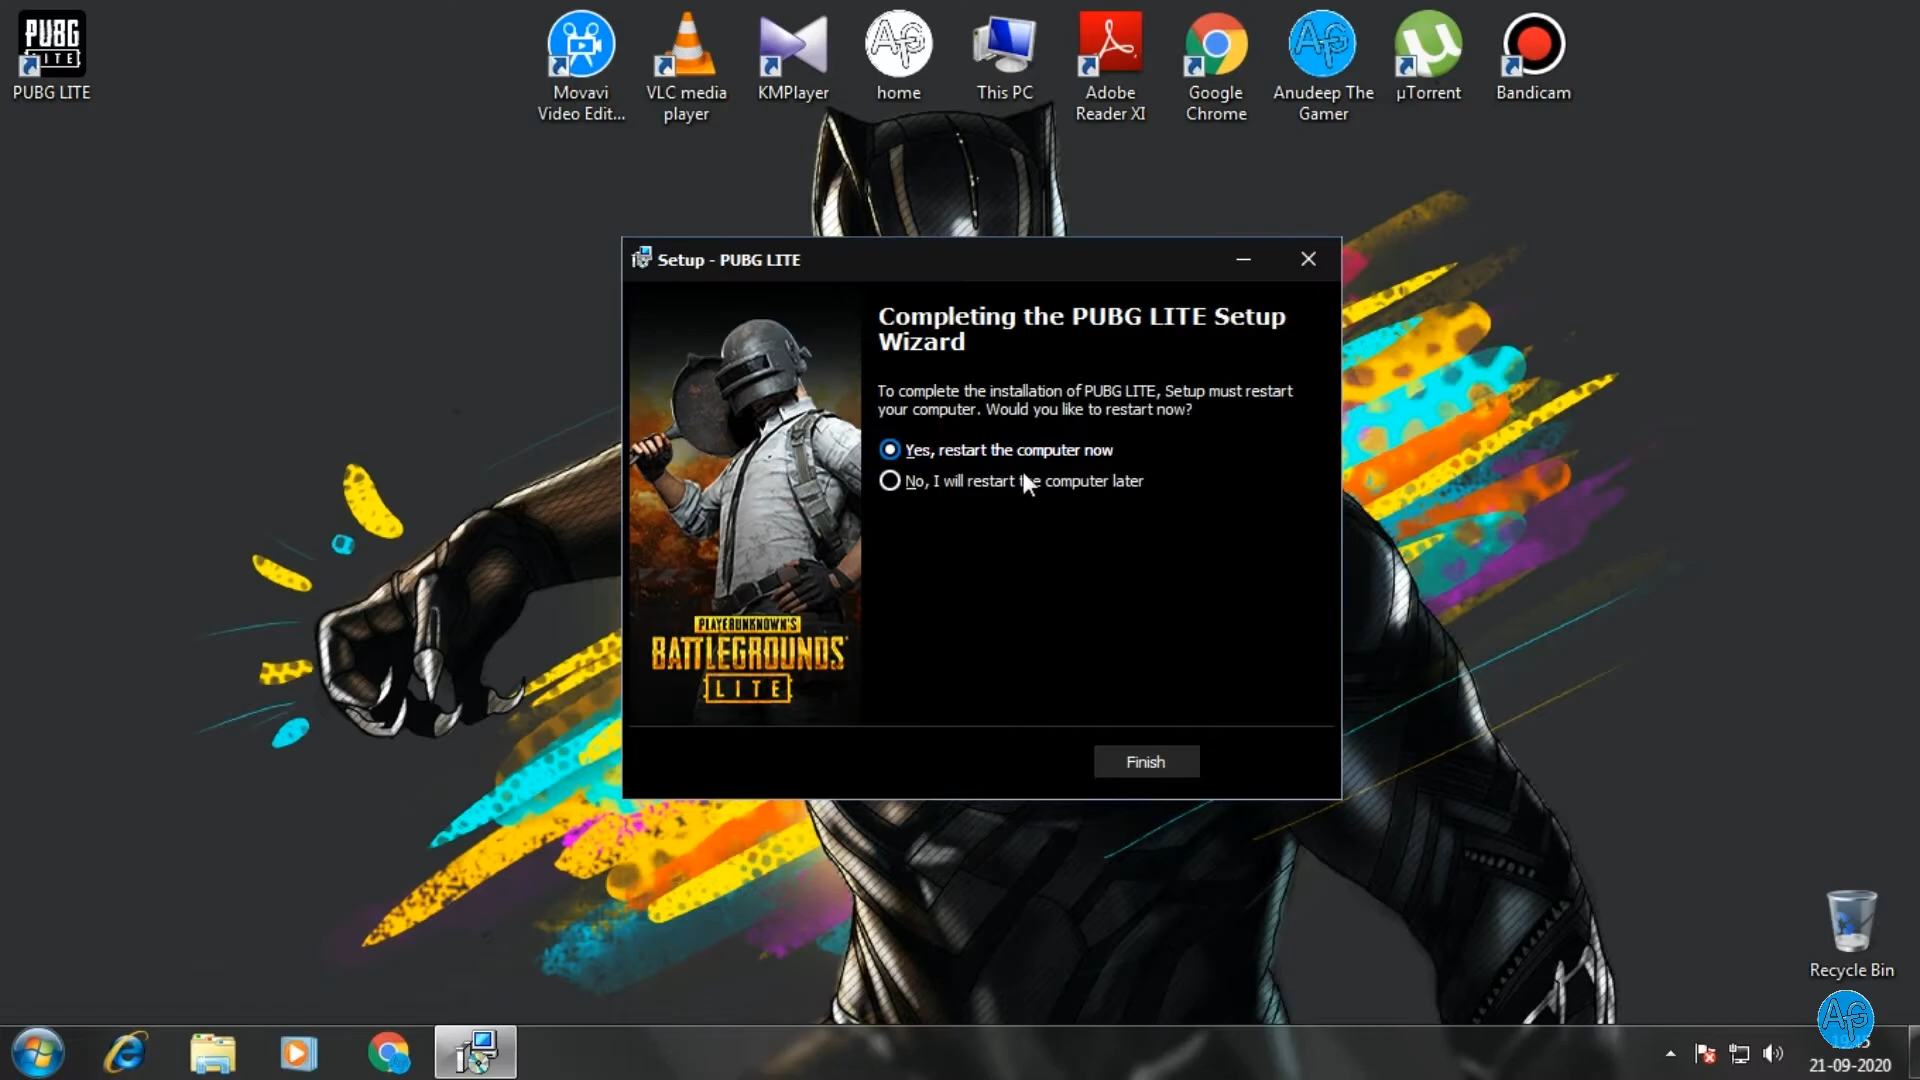 PUBG
LITE
PUBG LITE
Movavi
Video Edit...
VLC media
player
KMPlayer
home
This PC
Adobe
Reader XI
Google
Chrome
Anudeep The
Gamer
µTorrent
Bandicam
Setup - PUBG LITE
Completing the PUBG LITE Setup
Wizard
To complete the installation of PUBG LITE, Setup must restart
your computer. Would you like to restart now?
Yes, restart the computer now
No, I will restart the computer later
PLAYERUNKNOWN'S
BATTLEGROUNDS
LITE
Finish
Recycle Bin
21-09-2020